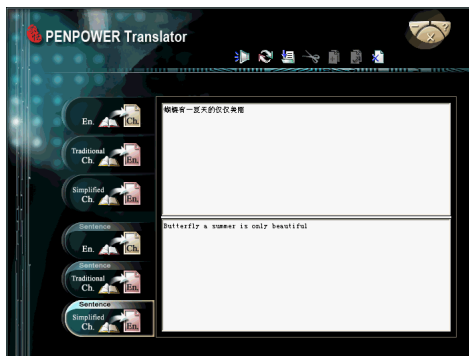 PENPOWER Translator
En. Ch.
Traditional
Ch. En.
Simplified
Ch. En.
Sentence
En. Ch.
Sentence
Traditional
Ch. En.
Sentence
Simplified
Ch. En.
蝴蝶有一夏天的仅仅美丽
Butterfly a summer is only beautiful